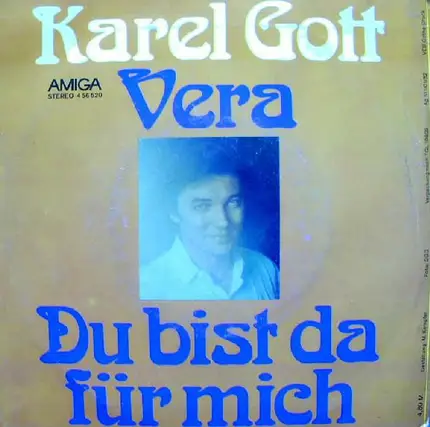 Karel Gott
AMIGA
STEREO 4 56 520
Vera
Du bist da
für mich